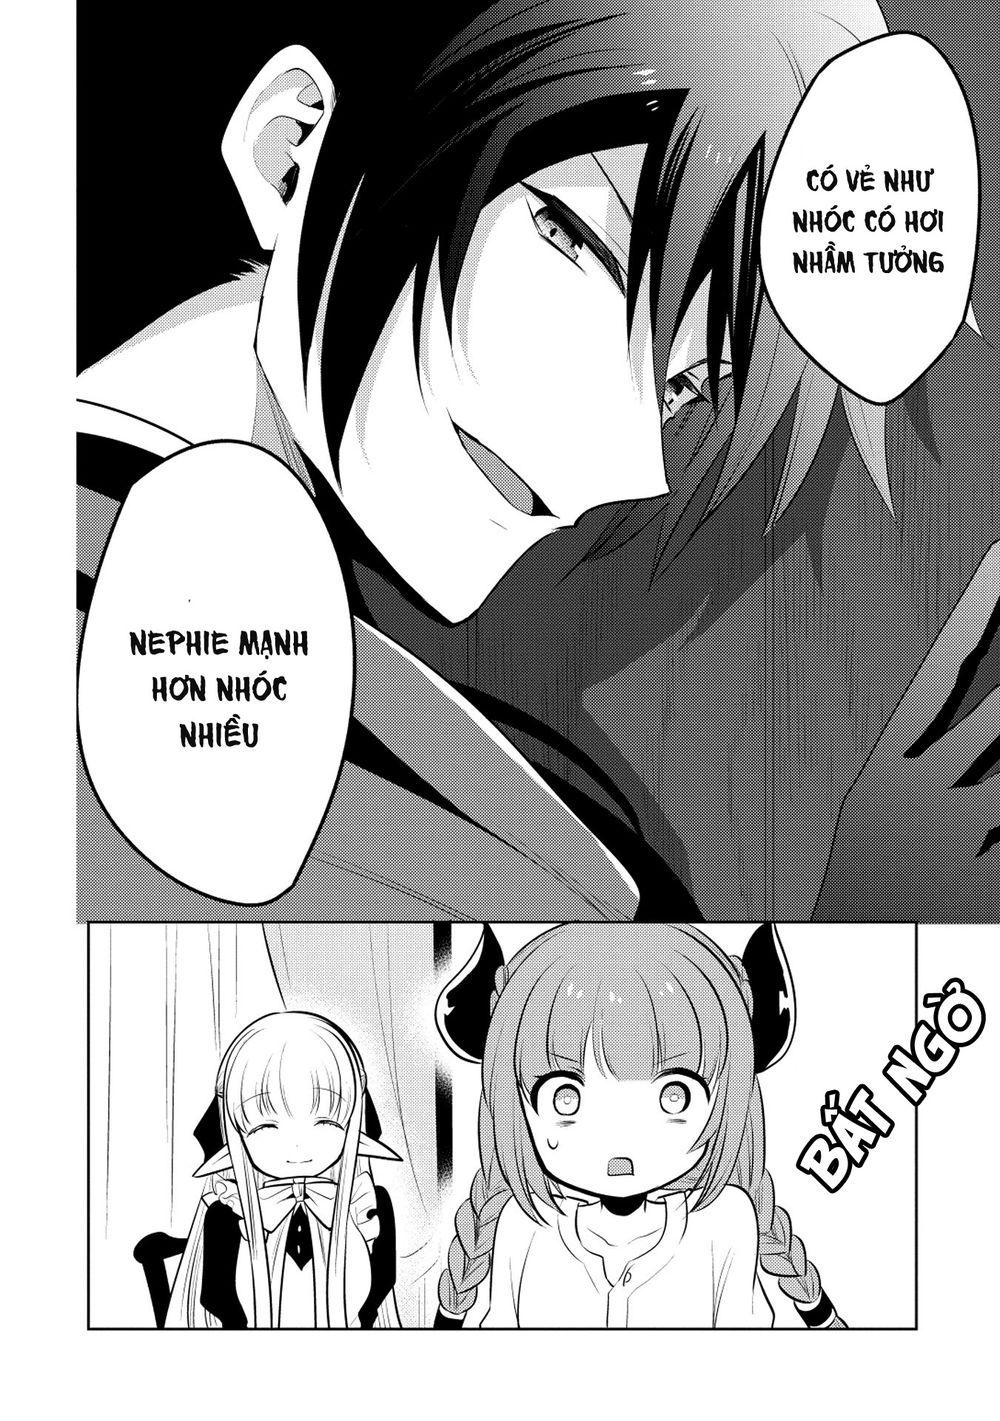 CÓ VẺ NHƯ
NHÓC CÓ HƠI
NHẦM TƯỞNG
NEPHIE MẠNH
HƠN NHÓC
NHIỀU
BẤT NGỜ